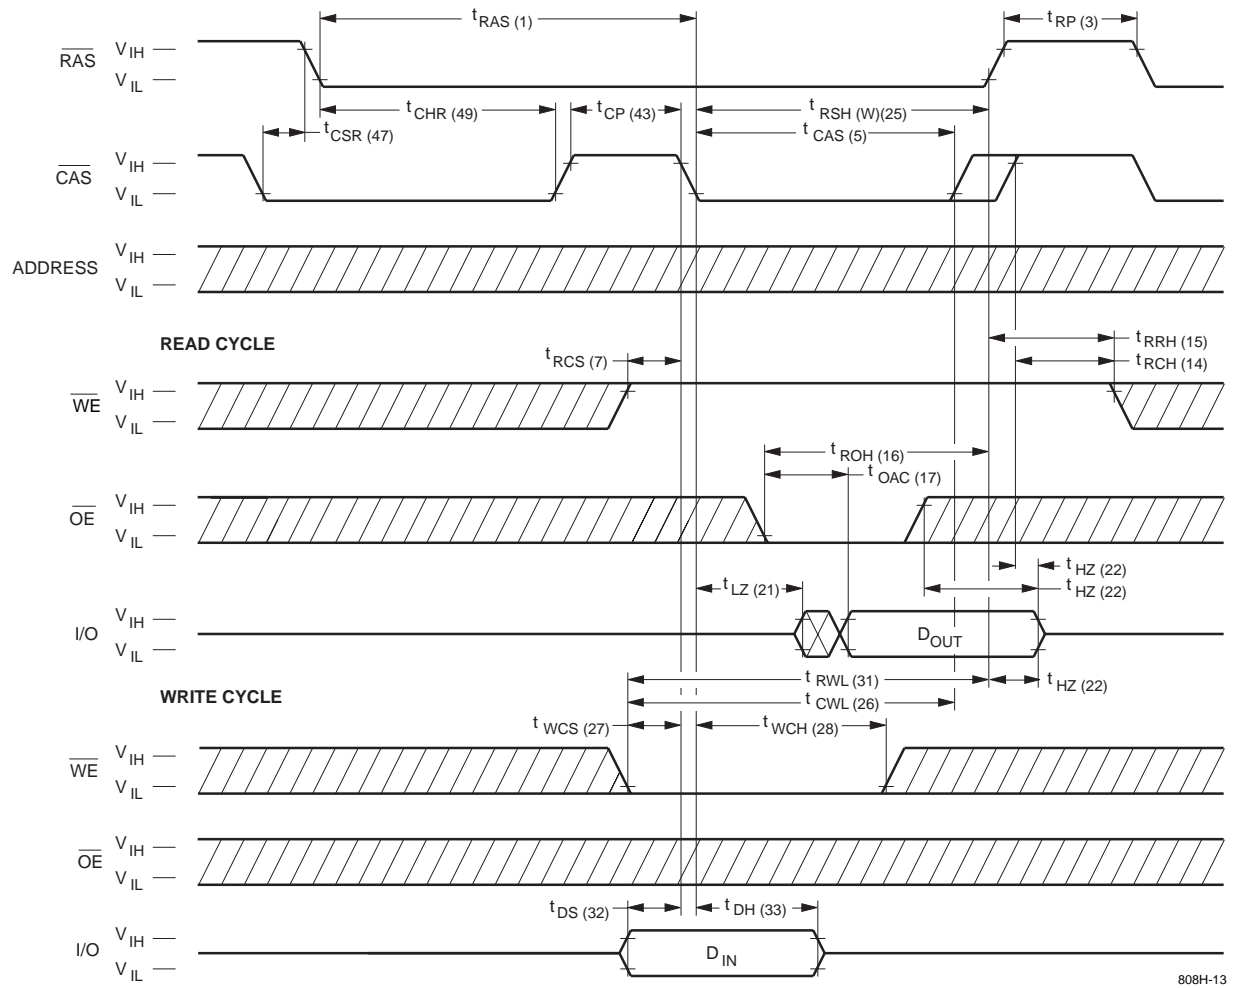 t RAS (1)
t RP (3)
RAS
V IH
V IL
t CHR (49)
t CP (43)
t RSH (W)(25)
t CSR (47)
t CAS (5)
CAS
V IH
V IL
ADDRESS
V IH
V IL
READ CYCLE
t RCS (7)
t RRH (15)
t RCH (14)
WE
V IH
V IL
t ROH (16)
t OAC (17)
OE
V IH
V IL
t HZ (22)
t LZ (21)
t HZ (22)
I/O
V IH
V IL
D OUT
WRITE CYCLE
t RWL (31)
t HZ (22)
t CWL (26)
t WCS (27)
t WCH (28)
WE
V IH
V IL
OE
V IH
V IL
t DS (32)
t DH (33)
I/O
V IH
V IL
D IN
808H-13